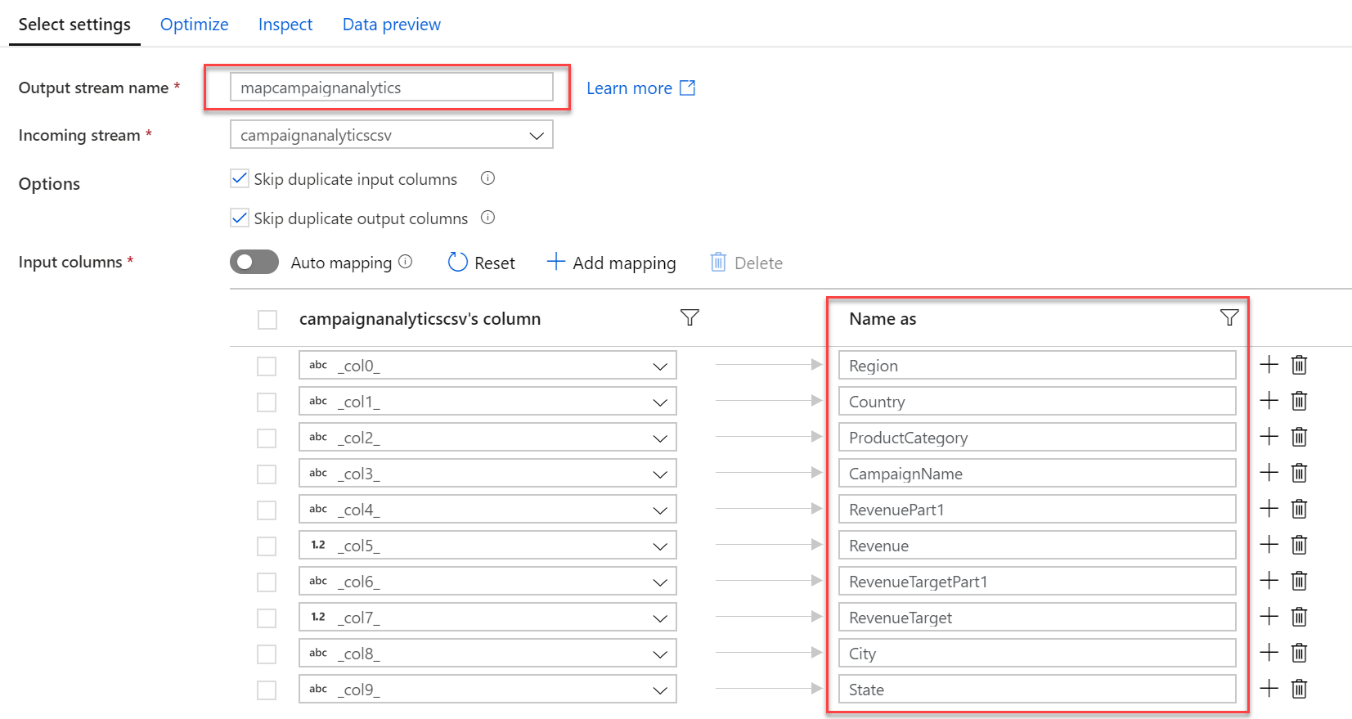 Select settings Optimize Inspect Data preview
Output stream name * mapcampaignanalytics Learn more
Incoming stream * campaignanalyticscsv
Options Skip duplicate input columns
Skip duplicate output columns
Input columns * Auto mapping Reset Add mapping Delete
campaignanalyticscsv's column Name as
abc _col0_ Region
abc _col1_ Country
abc _col2_ ProductCategory
abc _col3_ CampaignName
abc _col4_ RevenuePart1
1.2 _col5_ Revenue
abc _col6_ RevenueTargetPart1
1.2 _col7_ RevenueTarget
abc _col8_ City
abc _col9_ State